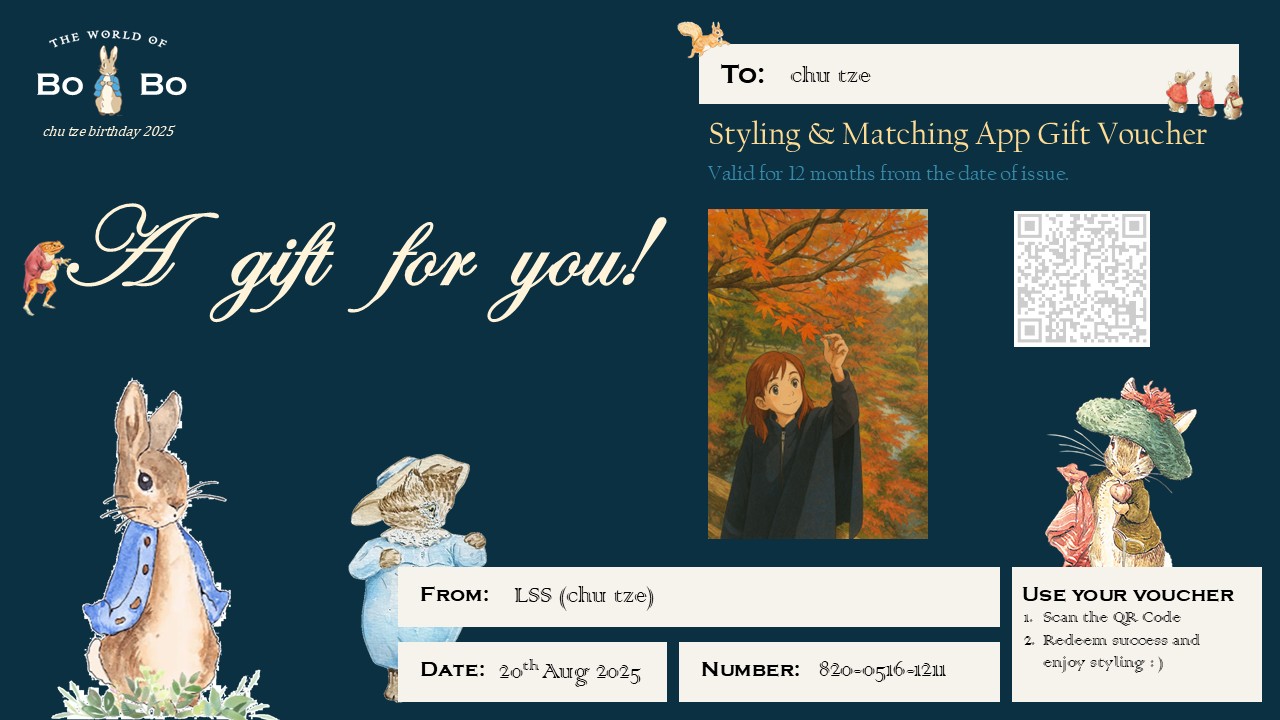 THE WORLD OF
BO BO
chu tze birthday 2025
A gift for you!
TO: chu tze
Styling & Matching App Gift Voucher
Valid for 12 months from the date of issue.
FROM: LSS (chu tze)
DATE: 20th Aug 2025
NUMBER: 820-0516-1211
USE YOUR VOUCHER
1. Scan the QR Code
2. Redeem success and
enjoy styling : )